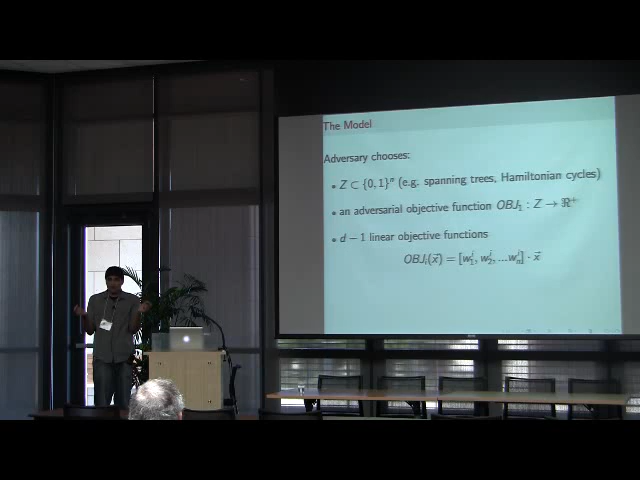 The Model
Adversary chooses:
• Z ⊂ {0, 1}ⁿ (e.g. spanning trees, Hamiltonian cycles)
• an adversarial objective function OBJ₁ : Z → ℜ⁺
• d − 1 linear objective functions
OBJᵢ(x⃗) = [w₁ⁱ, w₂ⁱ, ...wₙⁱ] · x⃗